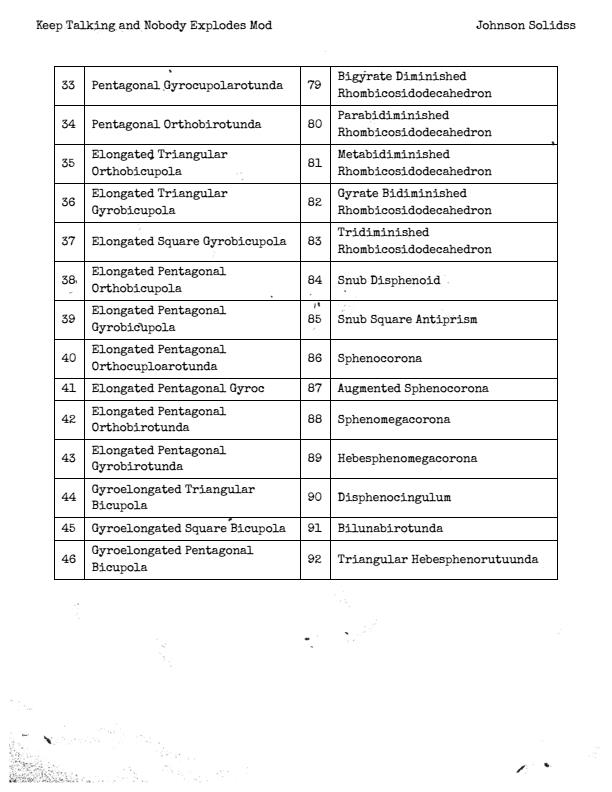 Keep Talking and Nobody Explodes Mod
Johnson Solidss
33 Pentagonal Gyrocupolarotunda 79 Bigyrate Diminished
Rhombicosidodecahedron
34 Pentagonal Orthobirotunda 80 Parabidiminished
Rhombicosidodecahedron
35 Elongated Triangular
Orthobicupola 81 Metabidiminished
Rhombicosidodecahedron
36 Elongated Triangular
Gyrobicupola 82 Gyrate Bidiminished
Rhombicosidodecahedron
37 Elongated Square Gyrobicupola 83 Tridiminished
Rhombicosidodecahedron
38 Elongated Pentagonal
Orthobicupola 84 Snub Disphenoid
39 Elongated Pentagonal
Gyrobicupola 85 Snub Square Antiprism
40 Elongated Pentagonal
Orthocuploarotunda 86 Sphenocorona
41 Elongated Pentagonal Gyroc 87 Augmented Sphenocorona
42 Elongated Pentagonal
Orthobirotunda 88 Sphenomegacorona
43 Elongated Pentagonal
Gyrobirotunda 89 Hebesphenomegacorona
44 Gyroelongated Triangular
Bicupola 90 Disphenocingulum
45 Gyroelongated Square Bicupola 91 Bilunabirotunda
46 Gyroelongated Pentagonal
Bicupola 92 Triangular Hebesphenorutuunda